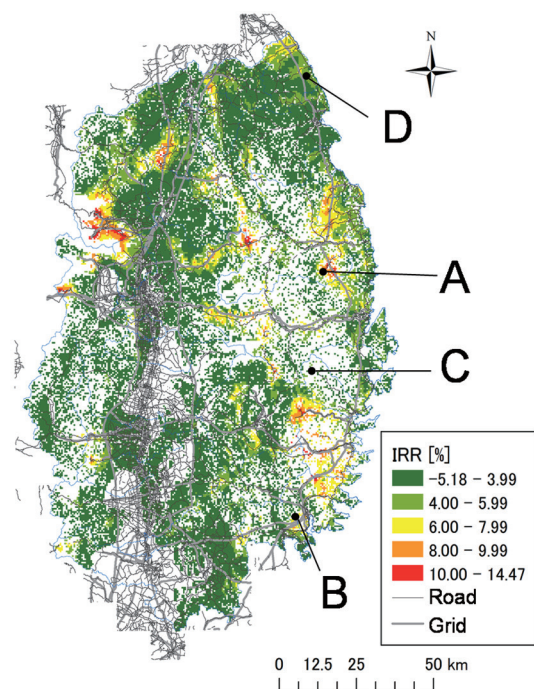 N
D
A
C
B
IRR [%]
-5.18 - 3.99
4.00 - 5.99
6.00 - 7.99
8.00 - 9.99
10.00 - 14.47
Road
Grid
0 12.5 25 50 km